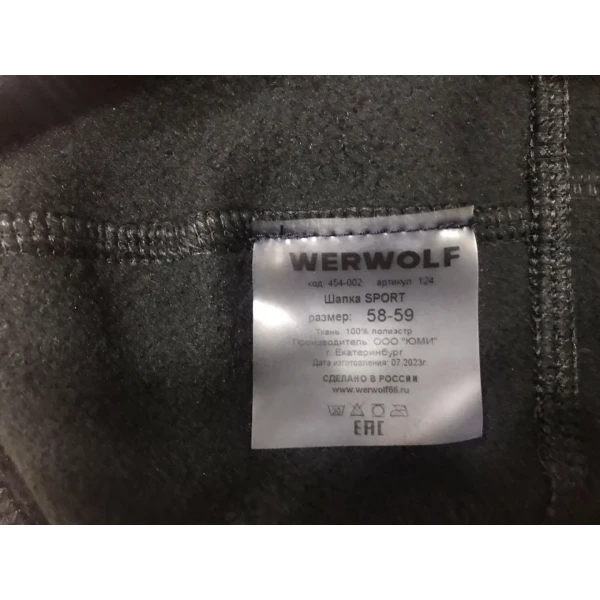 WERWOLF
код: 454-002 артикул 124
Шапка SPORT
размер: 58-59
Ткань: 100% полиэстр
Производитель: ООО "ЮМИ"
г. Екатеринбург
Дата изготовления: 07.2023г.
СДЕЛАНО В РОССИИ
www.werwolf66.ru
EAC